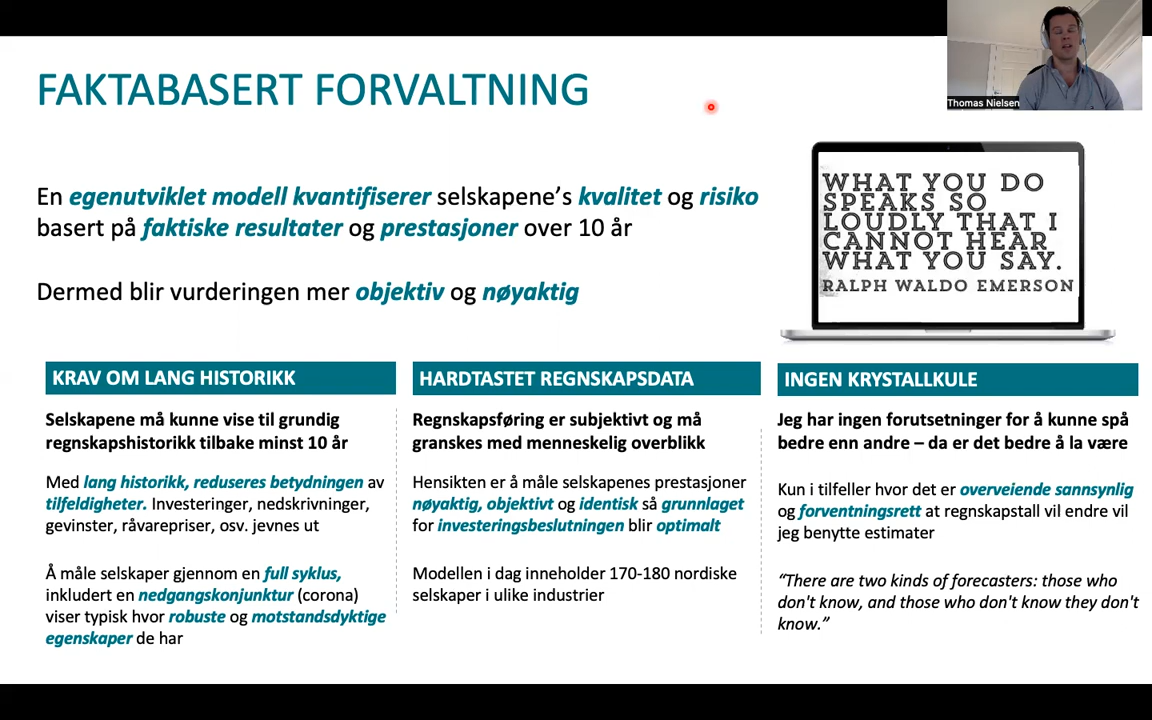 FAKTABASERT FORVALTNING
Thomas Nielsen
En egenutviklet modell kvantifiserer selskapene’s kvalitet og risiko
basert på faktiske resultater og prestasjoner over 10 år
Dermed blir vurderingen mer objektiv og nøyaktig
WHAT YOU DO
SPEAKS SO
LOUDLY THAT I
CANNOT HEAR
WHAT YOU SAY.
RALPH WALDO EMERSON
KRAV OM LANG HISTORIKK
Selskapene må kunne vise til grundig
regnskapshistorikk tilbake minst 10 år
Med lang historikk, reduseres betydningen av
tilfeldigheter. Investeringer, nedskrivninger,
gevinster, råvarepriser, osv. jevnes ut
Å måle selskaper gjennom en full syklus,
inkludert en nedgangskonjunktur (corona)
viser typisk hvor robuste og motstandsdyktige
egenskaper de har
HARDTASTET REGNSKAPSDATA
Regnskapsføring er subjektivt og må
granskes med menneskelig overblikk
Hensikten er å måle selskapenes prestasjoner
nøyaktig, objektivt og identisk så grunnlaget
for investeringsbeslutningen blir optimalt
Modellen i dag inneholder 170-180 nordiske
selskaper i ulike industrier
INGEN KRYSTALLKULE
Jeg har ingen forutsetninger for å kunne spå
bedre enn andre – da er det bedre å la være
Kun i tilfeller hvor det er overveiende sannsynlig
og forventningsrett at regnskapstall vil endre vil
jeg benytte estimater
“There are two kinds of forecasters: those who
don't know, and those who don't know they don't
know.”